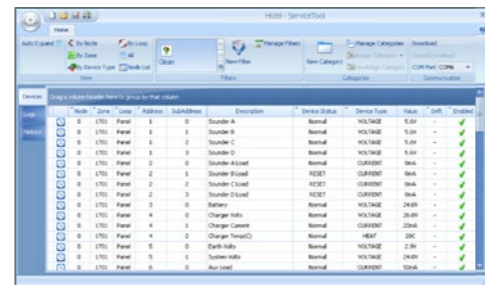 Hotel - ServiceTool
Home
Auto Expand By Node By Loop Clean New Filter Manage Filters New Category Manage Categories Download
By Zone All Assign Category
By Device Type Node List COM Port: COM6
View Filters Categories Communication
Devices Drag a column header here to group by that column.
Logs
History
Node Zone Loop Address SubAddress Description Device Status Device Type Value Drift Enabled
0 1701 Panel 1 0 Sounder A Normal VOLTAGE 5.6V -
0 1701 Panel 1 1 Sounder B Normal VOLTAGE 5.6V -
0 1701 Panel 1 2 Sounder C Normal VOLTAGE 5.6V -
0 1701 Panel 1 3 Sounder D Normal VOLTAGE 5.6V -
0 1701 Panel 2 0 Sounder A Load Normal CURRENT 0mA -
0 1701 Panel 2 1 Sounder B Load RESET CURRENT 0mA -
0 1701 Panel 2 2 Sounder C Load Normal CURRENT 0mA -
0 1701 Panel 2 3 Sounder D Load RESET CURRENT 0mA -
0 1701 Panel 3 0 Battery Normal VOLTAGE 24.8V -
0 1701 Panel 4 0 Charger Volts Normal VOLTAGE 26.8V -
0 1701 Panel 4 1 Charger Current Normal CURRENT 20mA -
0 1701 Panel 4 2 Charger Temp(C) Normal HEAT 20C -
0 1701 Panel 5 0 Earth Volts Normal VOLTAGE 2.9V -
0 1701 Panel 5 1 System Volts Normal VOLTAGE -
0 1701 Panel 6 0 Aux Load Normal CURRENT 50mA -